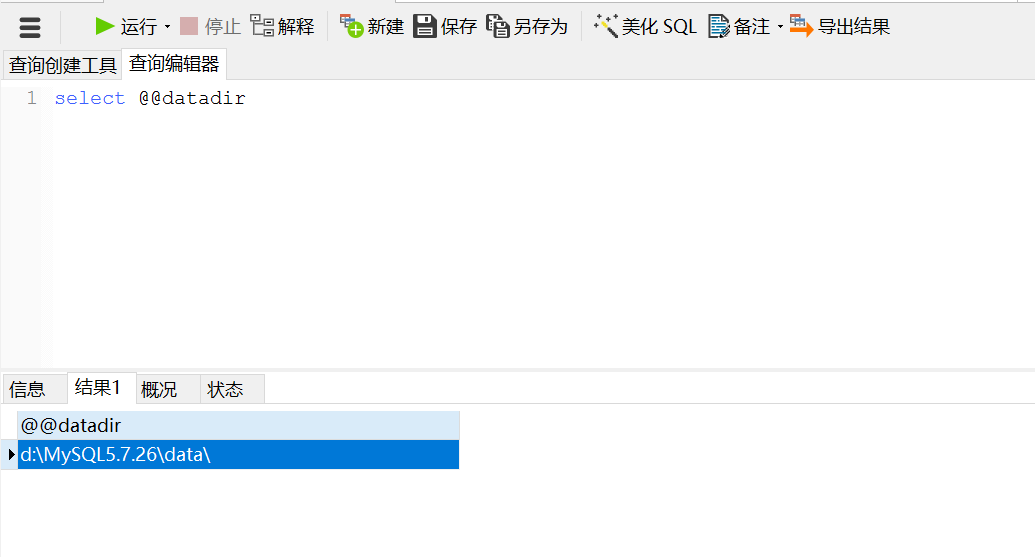 运行 停止 解释 新建 保存 另存为 美化 SQL 备注 导出结果
查询创建工具 查询编辑器
1 select @@datadir
信息 结果1 概况 状态
@@datadir
d:\MySQL5.7.26\data\